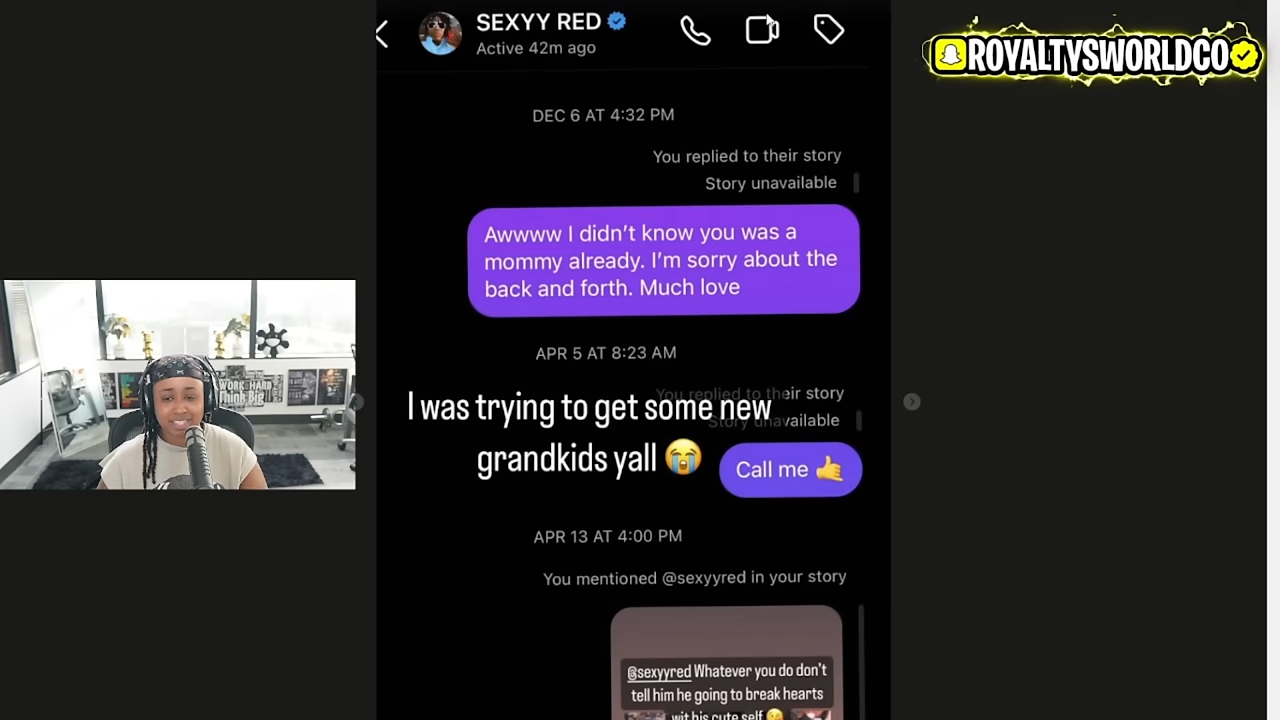 SEXYY RED
Active 42m ago
ROYALTYSWORLDCO
DEC 6 AT 4:32 PM
You replied to their story
Story unavailable
Awwww I didn't know you was a
mommy already. I'm sorry about the
back and forth. Much love
APR 5 AT 8:23 AM
You replied to their story
Story unavailable
I was trying to get some new
grandkids yall 😭
Call me 🤙
WORK HARD
Think Big
APR 13 AT 4:00 PM
You mentioned @sexyyred in your story
@sexyyred Whatever you do don't
tell him he going to break hearts
wit his cute self